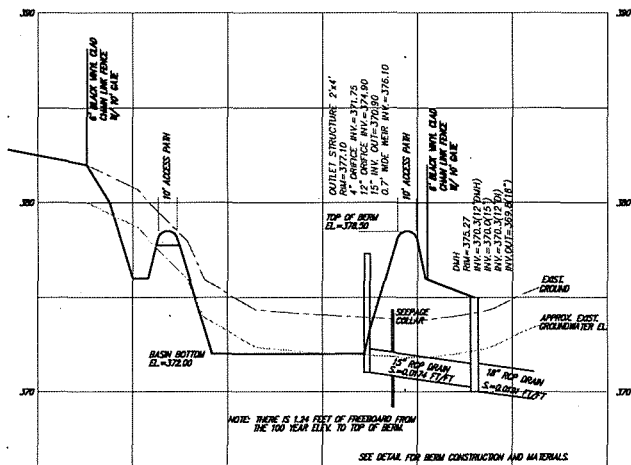 390
390
6' BLACK VINYL CLAD
CHAIN LINK FENCE
W/ 10' GATE
10' ACCESS PATH
OUTLET STRUCTURE 2'x4'
RIM=377.10
4" ORIFICE INV.=371.75
12" ORIFICE INV.=374.90
15" INV. OUT=370.90
0.7' WIDE WEIR INV.=376.10
10' ACCESS PATH
6' BLACK VINYL CLAD
CHAIN LINK FENCE
W/ 10' GATE
380
380
TOP OF BERM
EL.=378.50
DMH
RIM=375.27
INV.=370.3(12"DMH)
INV.=370.0(15")
INV.=370.3(12"DI)
INV.OUT=369.8(18")
EXIST.
GROUND
SEEPAGE
COLLAR
APPROX. EXIST.
GROUNDWATER EL.
BASIN BOTTOM
EL.=372.00
15" RCP DRAIN
S.=0.0174 FT/FT
18" RCP DRAIN
FT/FT
370
370
NOTE: THERE IS 1.24 FEET OF FREEBOARD FROM
THE 100 YEAR ELEV. TO TOP OF BERM.
SEE DETAIL FOR BERM CONSTRUCTION AND MATERIALS.